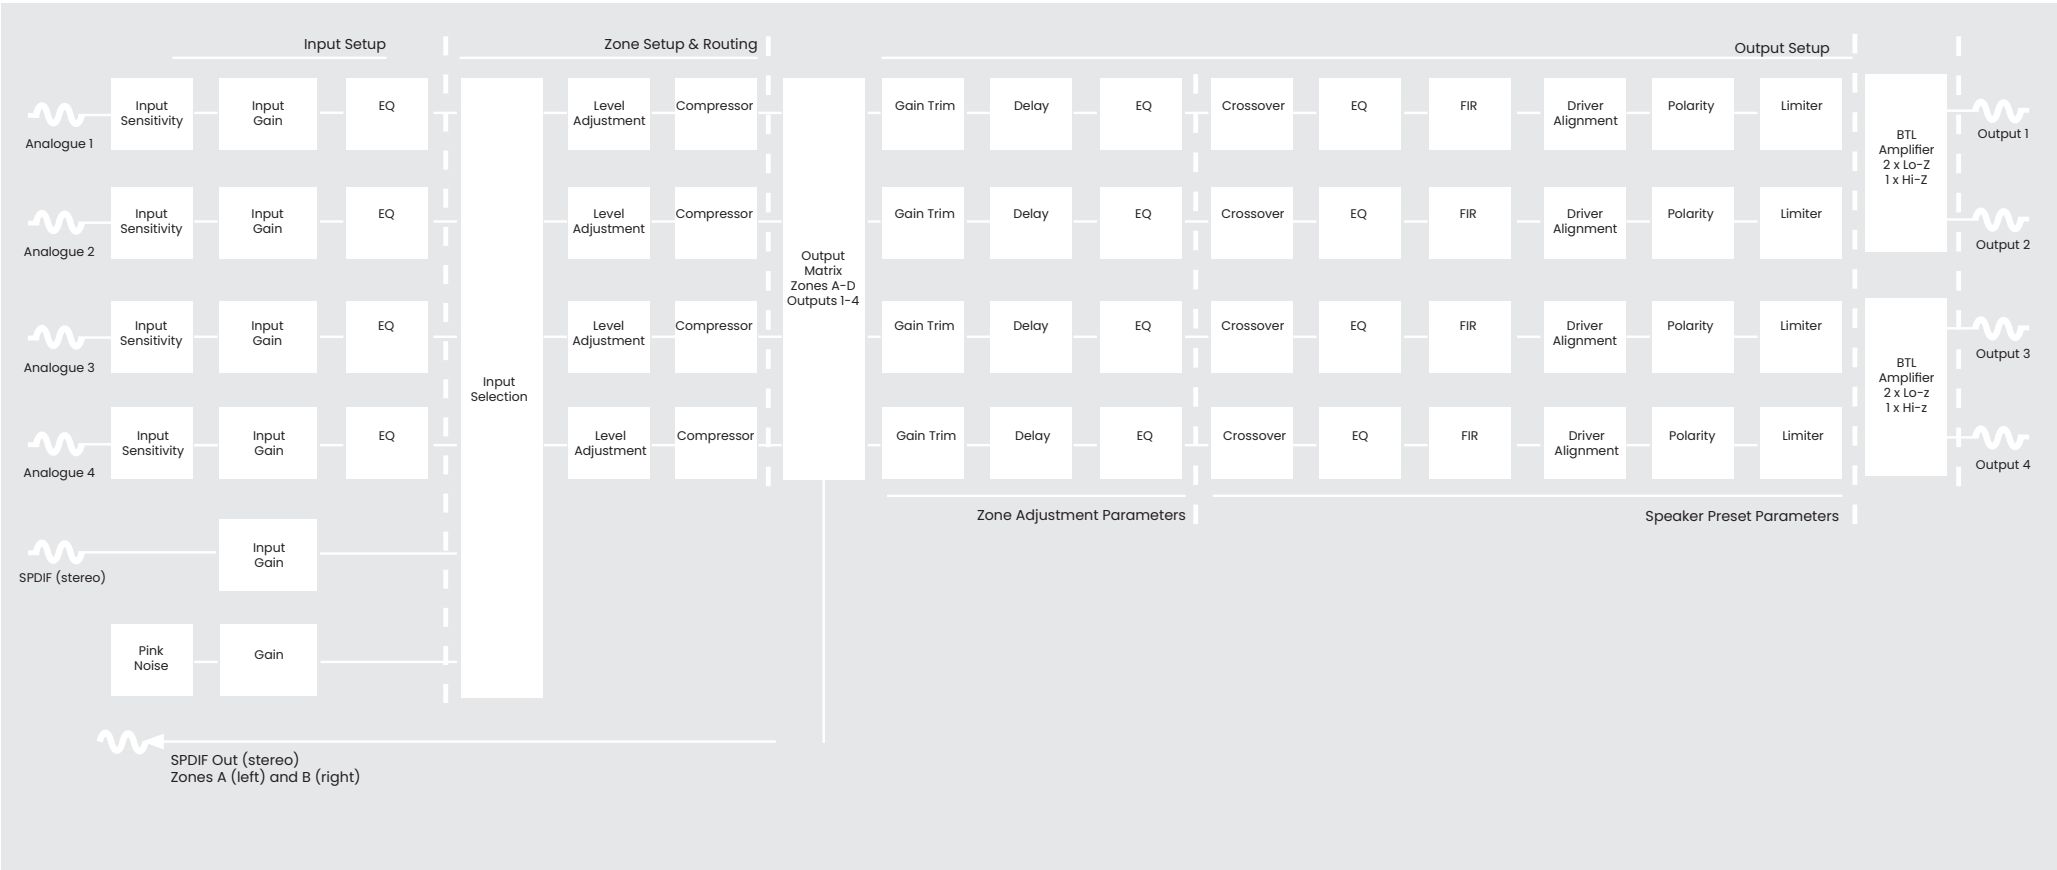 Input Setup
Zone Setup & Routing
Output Setup
Analogue 1
Input
Sensitivity
Input
Gain
EQ
Level
Adjustment
Compressor
Gain Trim
Delay
EQ
Crossover
EQ
FIR
Driver
Alignment
Polarity
Limiter
BTL
Amplifier
2 x Lo-Z
1 x Hi-Z
Output 1
Analogue 2
Input
Sensitivity
Input
Gain
EQ
Level
Adjustment
Compressor
Output
Matrix
Zones A-D
Outputs 1-4
Gain Trim
Delay
EQ
Crossover
EQ
FIR
Driver
Alignment
Polarity
Limiter
Output 2
Analogue 3
Input
Sensitivity
Input
Gain
EQ
Input
Selection
Level
Adjustment
Compressor
Gain Trim
Delay
EQ
Crossover
EQ
FIR
Driver
Alignment
Polarity
Limiter
BTL
Amplifier
2 x Lo-z
1 x Hi-z
Output 3
Analogue 4
Input
Sensitivity
Input
Gain
EQ
Level
Adjustment
Compressor
Gain Trim
Delay
EQ
Crossover
EQ
FIR
Driver
Alignment
Polarity
Limiter
Output 4
Zone Adjustment Parameters
Speaker Preset Parameters
SPDIF (stereo)
Input
Gain
Pink
Noise
Gain
SPDIF Out (stereo)
Zones A (left) and B (right)